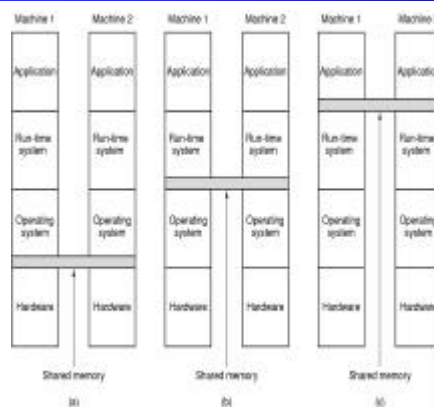 Machine 1 Machine 2
Application Application
Run-time system Run-time system
Operating system Operating system
Hardware Hardware
Shared memory
(a)
Machine 1 Machine 2
Application Application
Run-time system Run-time system
Operating system Operating system
Hardware Hardware
Shared memory
(b)
Machine 1 Machine
Application Application
Run-time system Run-time system
Operating system Operating system
Hardware Hardware
Shared memory
(c)